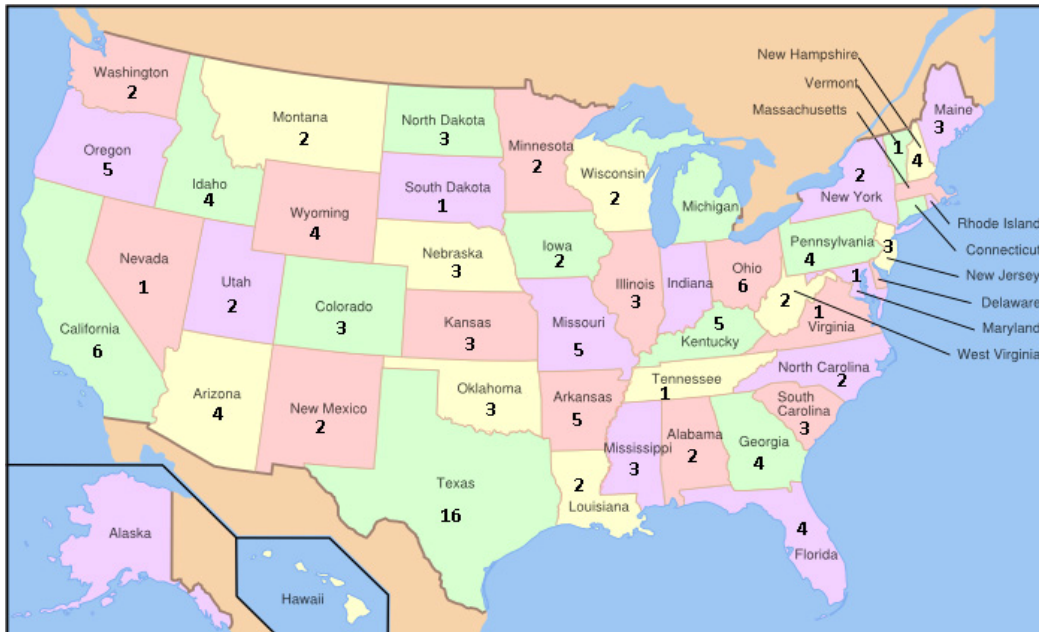 New Hampshire
Vermont
Massachusetts
Washington
2
Montana
2
North Dakota
3
Minnesota
2
Maine
3
1
4
Oregon
5
Idaho
4
South Dakota
1
Wisconsin
2
2
New York
Wyoming
4
Michigan
Rhode Island
Connecticut
Nevada
1
Utah
2
Nebraska
3
Iowa
2
Pennsylvania
4
3
New Jersey
Colorado
3
Illinois
3
Indiana
Ohio
6
1
Delaware
Maryland
California
6
Kansas
3
Missouri
5
5
Kentucky
2
1
Virginia
West Virginia
Arizona
4
New Mexico
2
Oklahoma
3
Arkansas
5
Tennessee
1
North Carolina
2
South
Carolina
3
Mississippi
3
Alabama
2
Georgia
4
Texas
16
2
Louisiana
4
Florida
Alaska
Hawaii